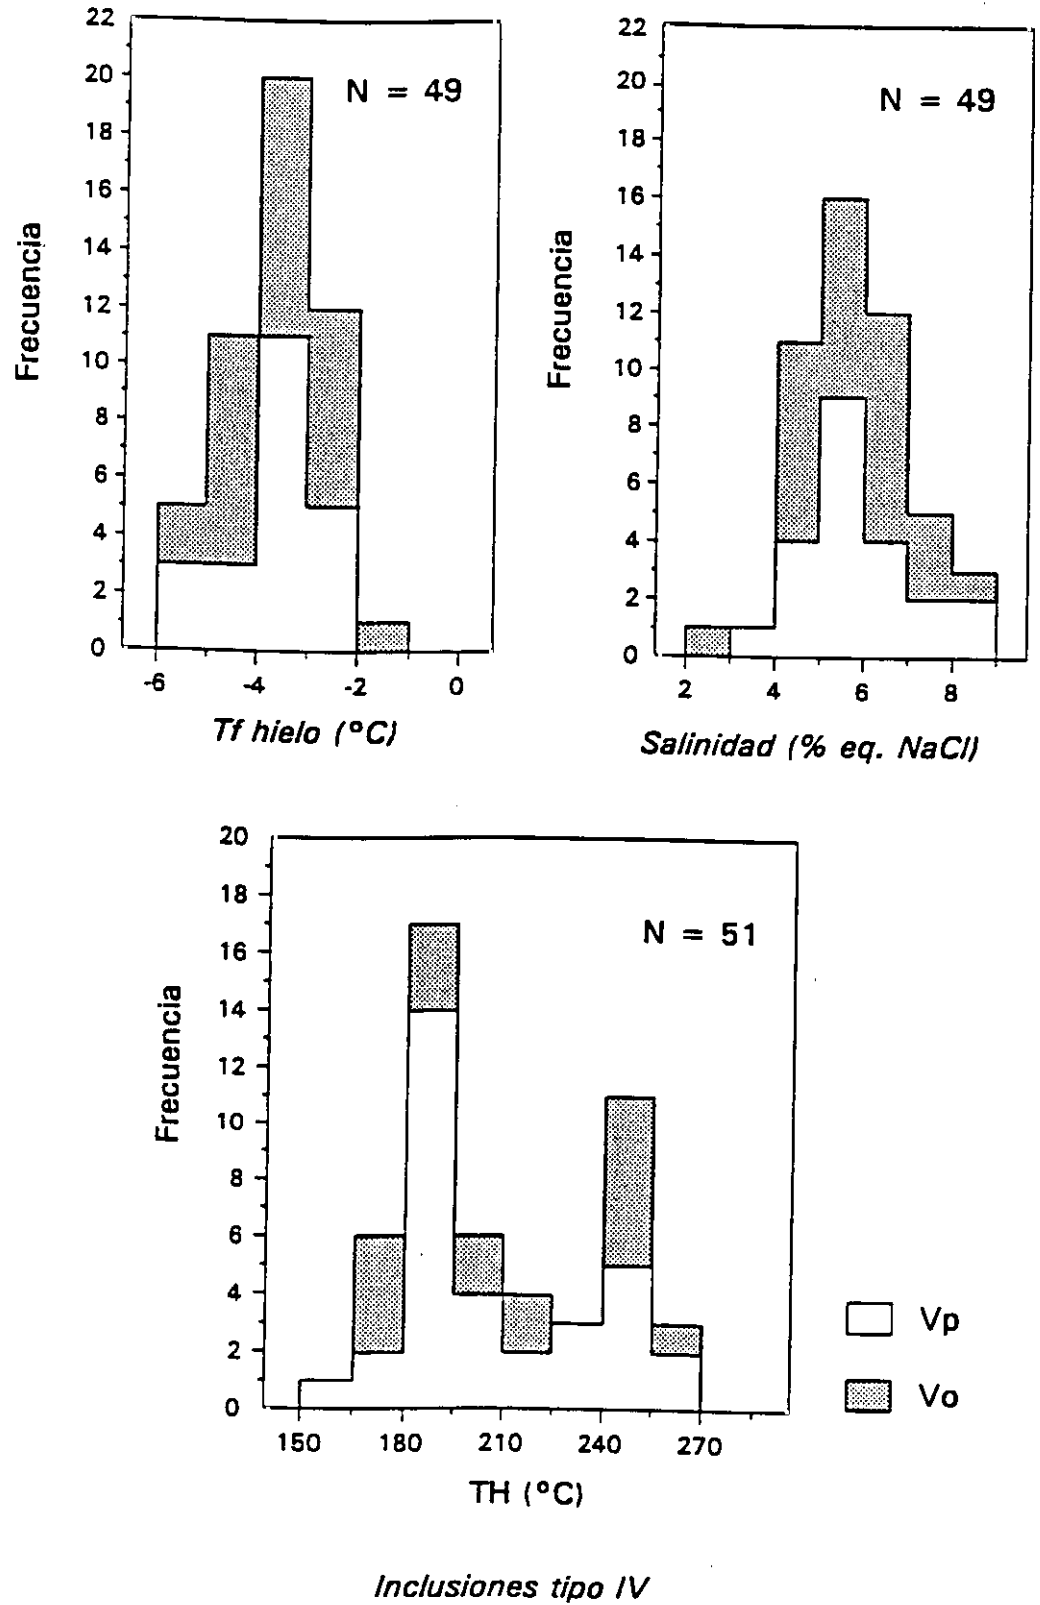 22
20
18
16
14
12
10
8
6
4
2
0
Frecuencia
N = 49
-6 -4 -2 0
Tf hielo (°C)
22
20
18
16
14
12
10
8
6
4
2
0
Frecuencia
N = 49
2 4 6 8
Salinidad (% eq. NaCl)
20
18
16
14
12
10
8
6
4
2
0
Frecuencia
N = 51
150 180 210 240 270
TH (°C)
Vp
Vo
Inclusiones tipo IV